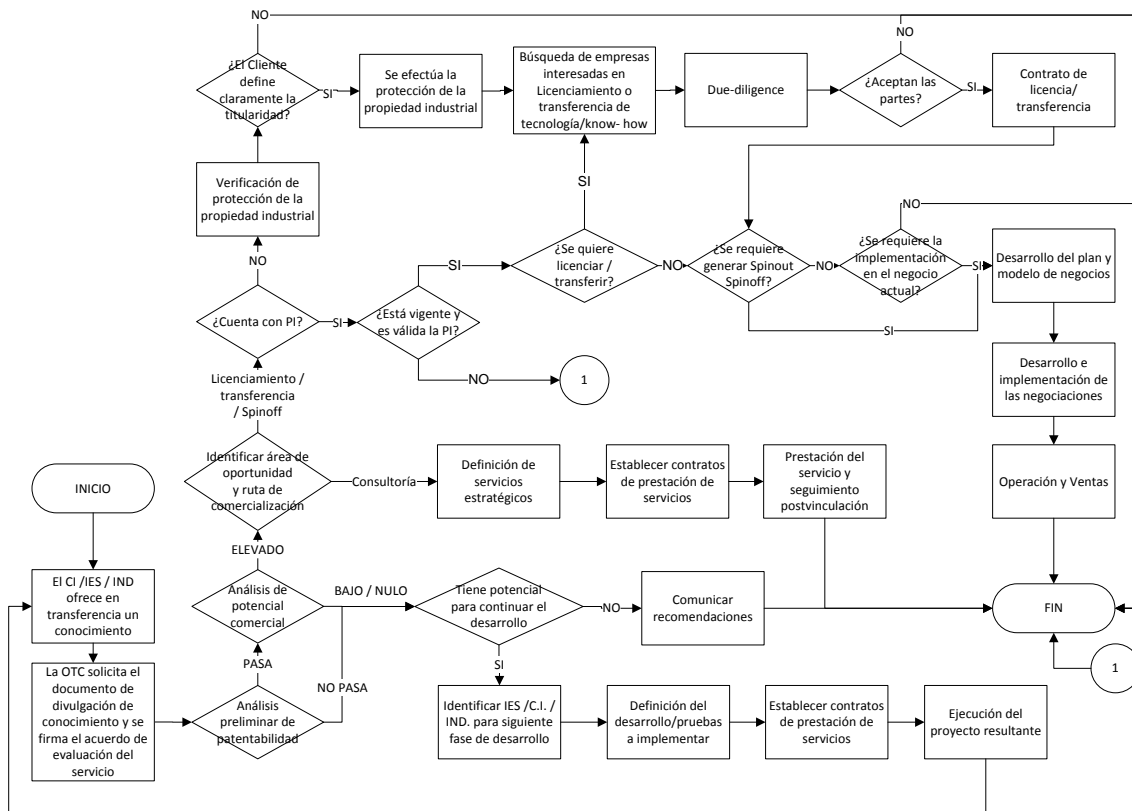 NO
NO
¿El Cliente
define
claramente la
titularidad?
SI
Se efectúa la
protección de la
propiedad industrial
Búsqueda de empresas
interesadas en
Licenciamiento o
transferencia de
tecnología/know- how
Due-diligence
¿Aceptan las
partes?
SI
Contrato de
licencia/
transferencia
Verificación de
protección de la
propiedad industrial
SI
NO
NO
SI
¿Se quiere
licenciar /
transferir?
NO
¿Se requiere
generar Spinout
Spinoff?
NO
¿Se requiere la
implementación
en el negocio
actual?
SI
Desarrollo del plan y
modelo de negocios
¿Cuenta con PI?
SI
¿Está vigente y
es válida la PI?
SI
NO
1
Licenciamiento /
transferencia
/ Spinoff
Desarrollo e
implementación de
las negociaciones
Identificar área de
oportunidad
y ruta de
comercialización
Consultoría
Definición de
servicios
estratégicos
Establecer contratos
de prestación de
servicios
Prestación del
servicio y
seguimiento
postvinculación
Operación y Ventas
INICIO
ELEVADO
El CI /IES / IND
ofrece en
transferencia un
conocimiento
Análisis de
potencial
comercial
BAJO / NULO
Tiene potencial
para continuar el
desarrollo
NO
Comunicar
recomendaciones
FIN
1
PASA
NO PASA
SI
La OTC solicita el
documento de
divulgación de
conocimiento y se
firma el acuerdo de
evaluación del
servicio
Análisis
preliminar de
patentabilidad
Identificar IES /C.I. /
IND. para siguiente
fase de desarrollo
Definición del
desarrollo/pruebas
a implementar
Establecer contratos
de prestación de
servicios
Ejecución del
proyecto resultante